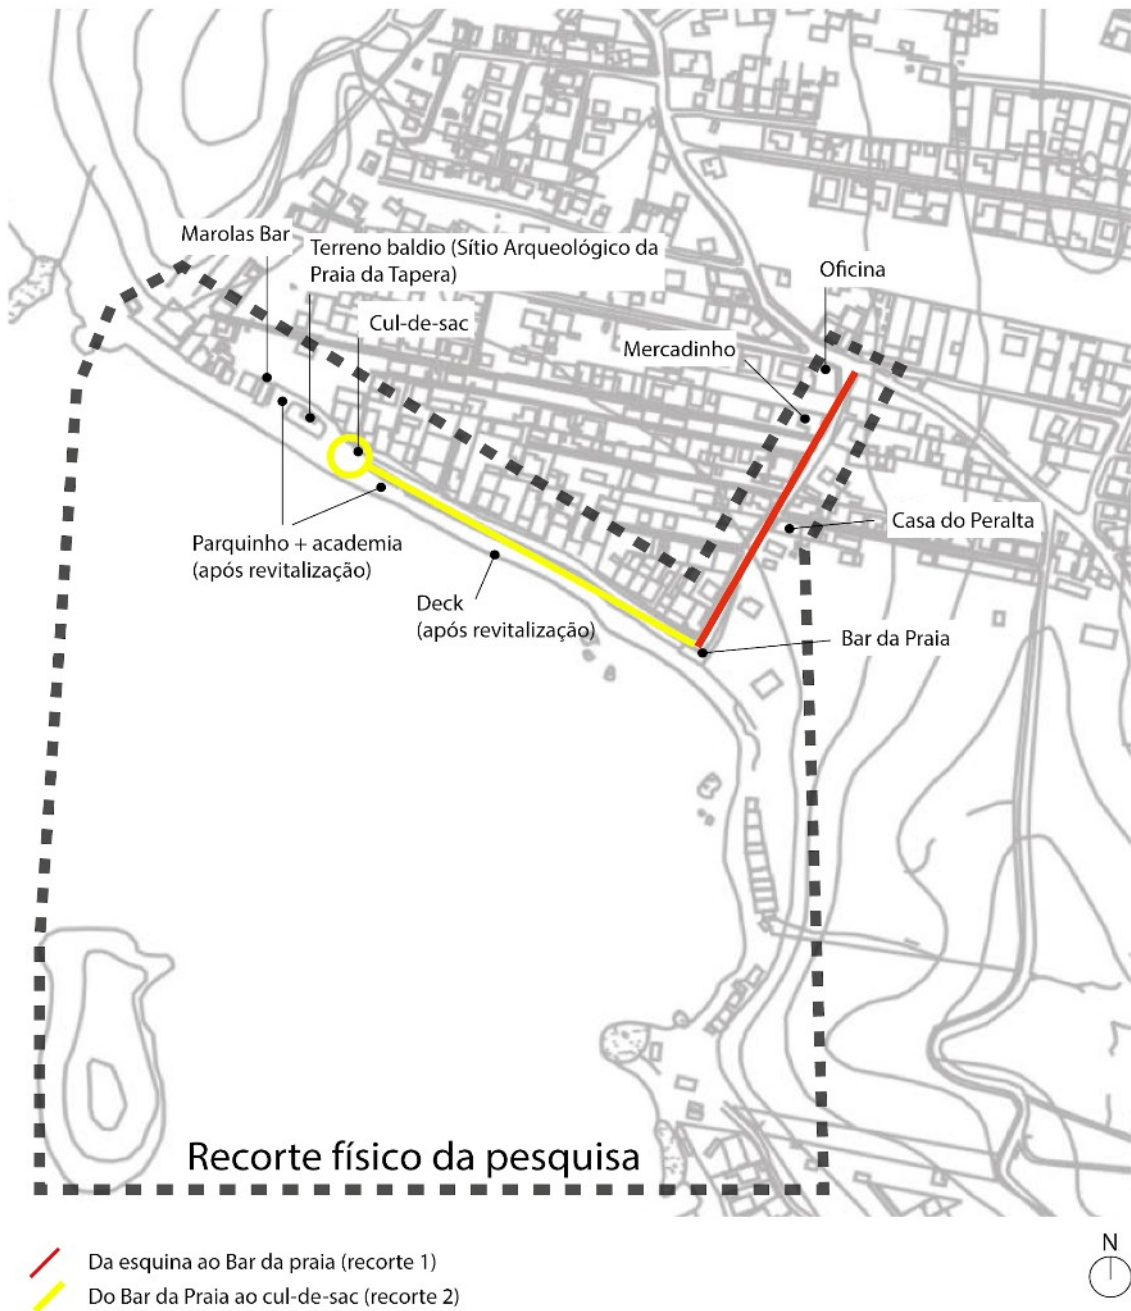 Marolas Bar
Terreno baldio (Sítio Arqueológico da
Praia da Tapera)
Cul-de-sac
Oficina
Mercadinho
Casa do Peralta
Parquinho + academia
(após revitalização)
Deck
(após revitalização)
Bar da Praia
Recorte físico da pesquisa
Da esquina ao Bar da praia (recorte 1)
Do Bar da Praia ao cul-de-sac (recorte 2)
N